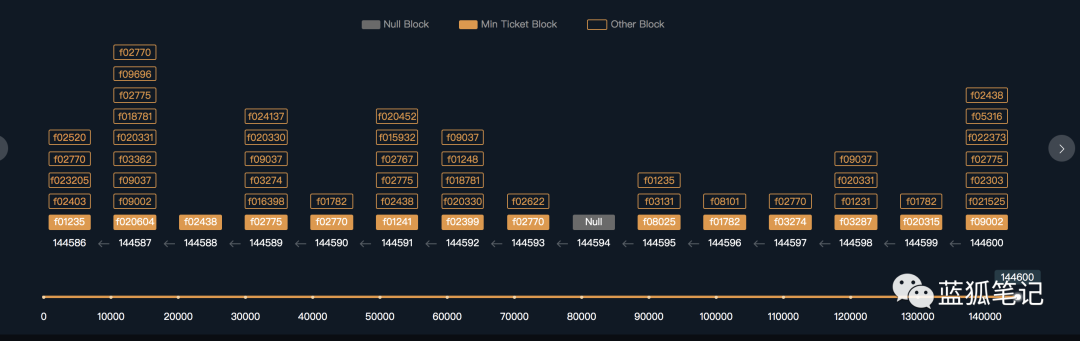 Null Block Min Ticket Block Other Block
f02770
f09696
f02775 f02438
f018781 f024137 f020452 f05316
f02520 f020331 f020330 f015932 f09037 f022373
f02770 f03362 f09037 f02767 f01248 f09037 f02775
f023205 f09037 f03274 f02775 f018781 f01235 f020331 f02303
f02403 f09002 f016398 f01782 f02438 f020330 f02622 f03131 f08101 f02770 f01231 f01782 f021525
f01235 f020604 f02438 f02775 f02770 f01241 f02399 f02770 Null f08025 f01782 f03274 f03287 f020315 f09002
144586 ← 144587 ← 144588 ← 144589 ← 144590 ← 144591 ← 144592 ← 144593 ← 144594 ← 144595 ← 144596 ← 144597 ← 144598 ← 144599 ← 144600
144600
蓝狐笔记
0 10000 20000 30000 40000 50000 60000 70000 80000 90000 100000 110000 120000 130000 140000